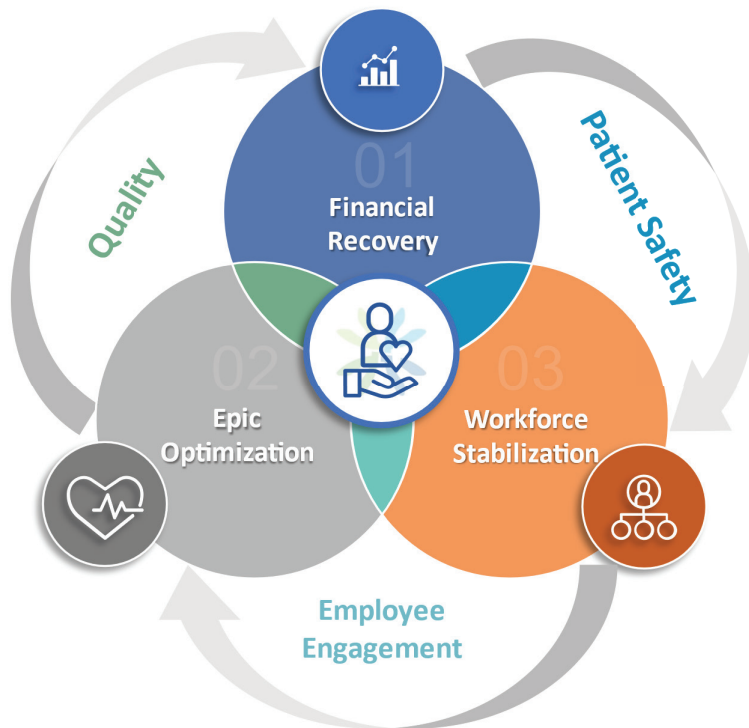 01
Financial
Recovery
Quality
Patient Safety
02
Epic
Optimization
03
Workforce
Stabilization
Employee
Engagement